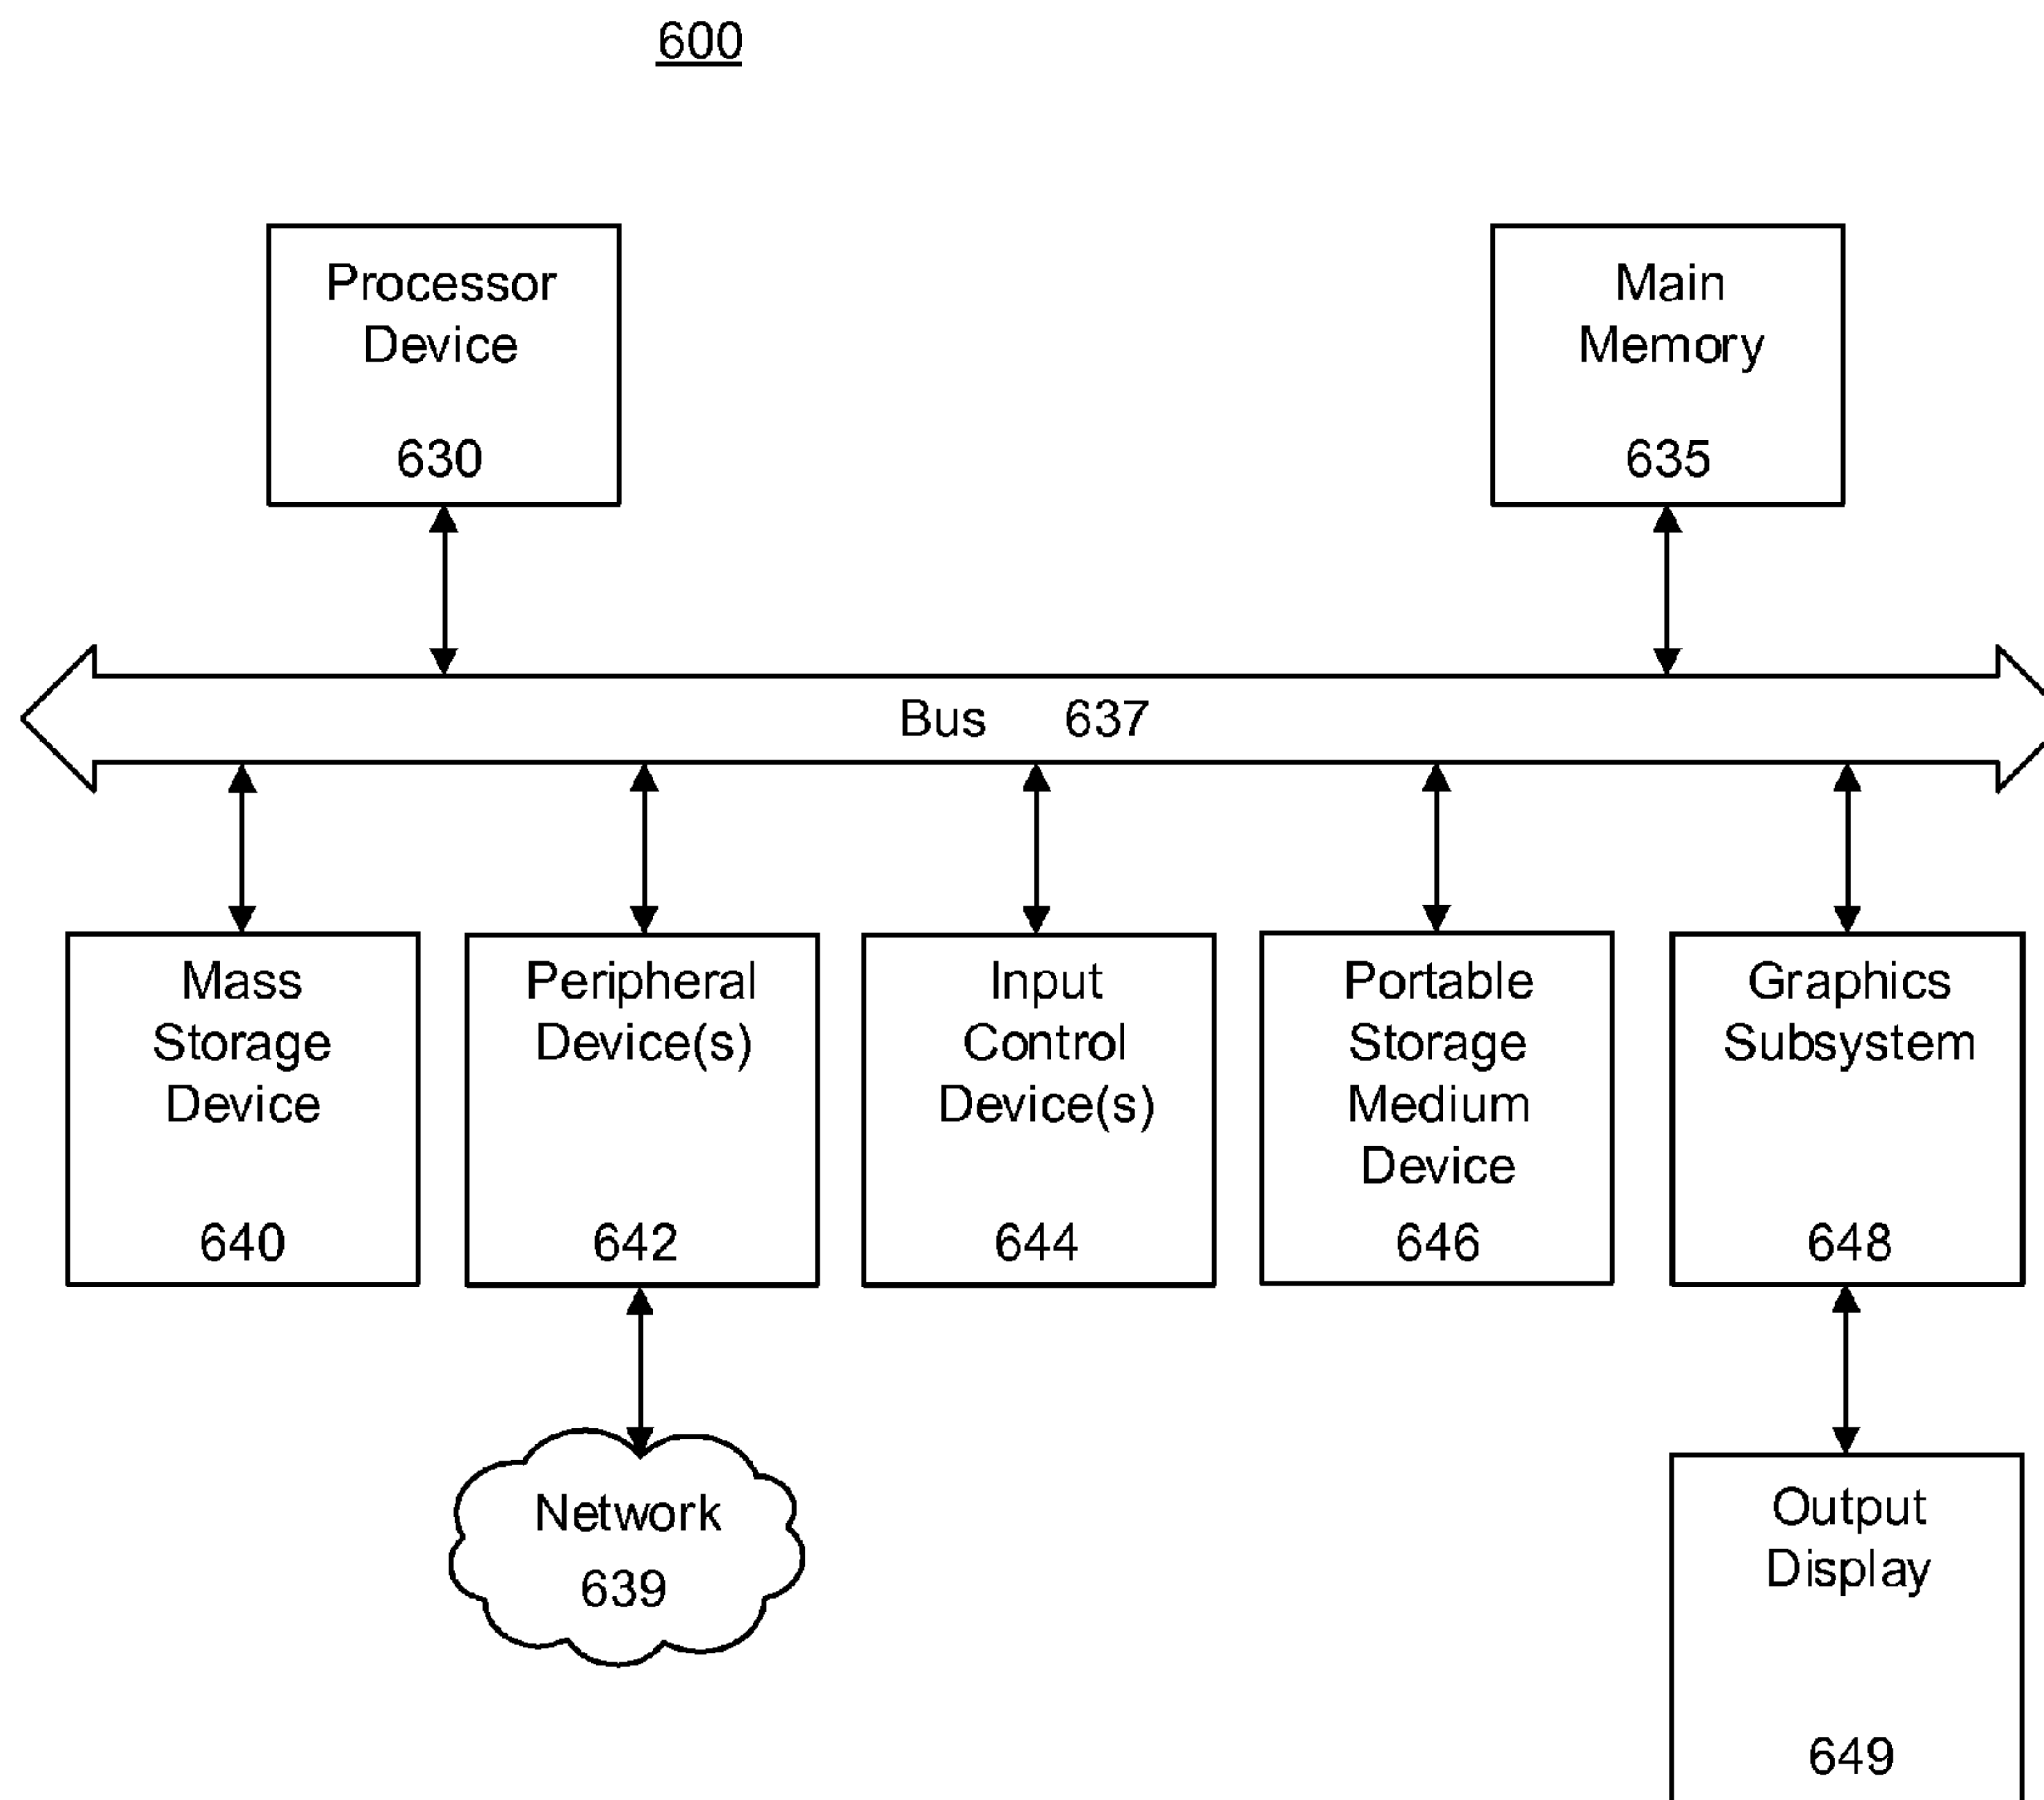 600
Processor
Device
630
Main
Memory
635
Bus 637
Mass
Storage
Device
640
Peripheral
Device(s)
642
Input
Control
Device(s)
644
Portable
Storage
Medium
Device
646
Graphics
Subsystem
648
Network
639
Output
Display
649